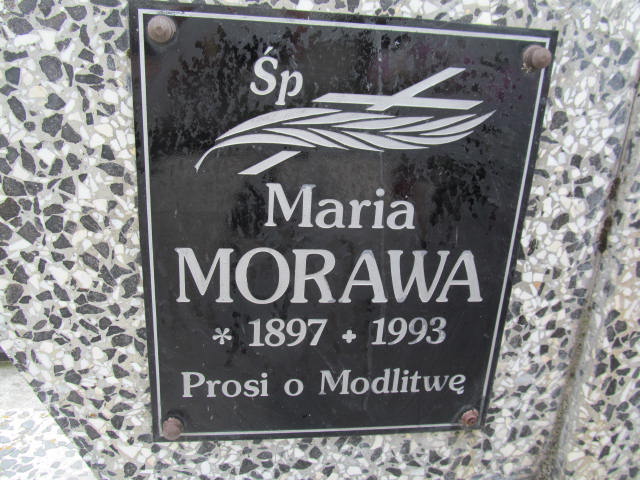 Śp
Maria
MORAWA
* 1897 + 1993
Prosi o Modlitwę